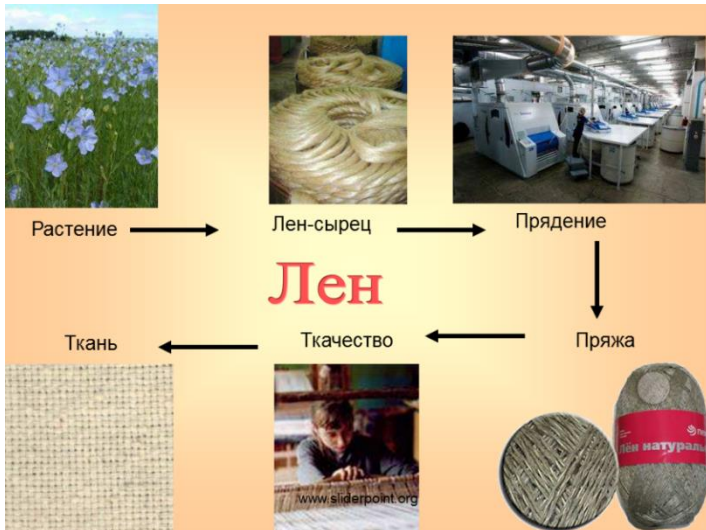 Растение
Лен-сырец
Прядение
Лен
Ткань
Ткачество
Пряжа
Лён натураль
www.sliderpoint.org